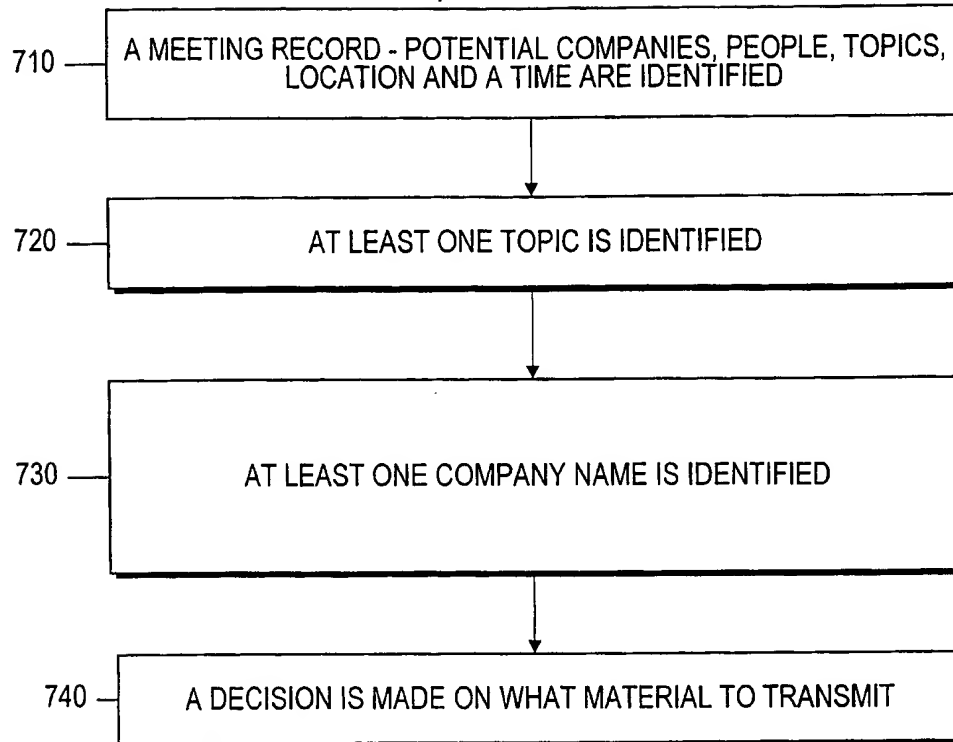 710
A MEETING RECORD - POTENTIAL COMPANIES, PEOPLE, TOPICS,
LOCATION AND A TIME ARE IDENTIFIED
720
AT LEAST ONE TOPIC IS IDENTIFIED
730
AT LEAST ONE COMPANY NAME IS IDENTIFIED
740
A DECISION IS MADE ON WHAT MATERIAL TO TRANSMIT